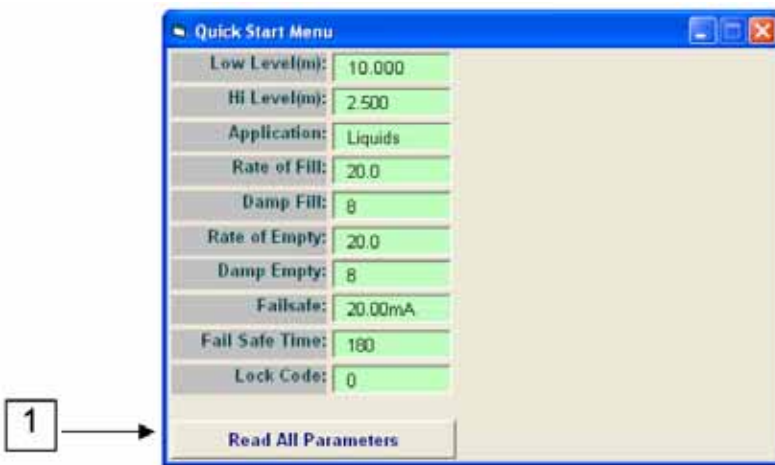 Quick Start Menu
Low Level(m): 10.000
Hi Level(m): 2.500
Application: Liquids
Rate of Fill: 20.0
Damp Fill: 8
Rate of Empty: 20.0
Damp Empty: 8
Failsafe: 20.00mA
Fail Safe Time: 180
Lock Code: 0
1
Read All Parameters